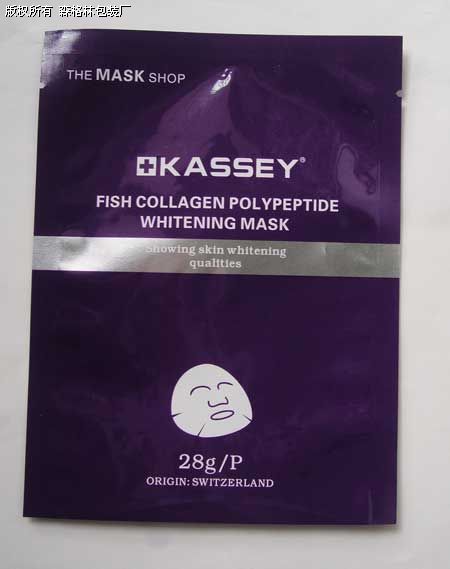 版权所有 森格林包装厂
THE MASK SHOP
KASSEY®
FISH COLLAGEN POLYPEPTIDE
WHITENING MASK
Showing skin whitening
qualities
28g/P
ORIGIN: SWITZERLAND